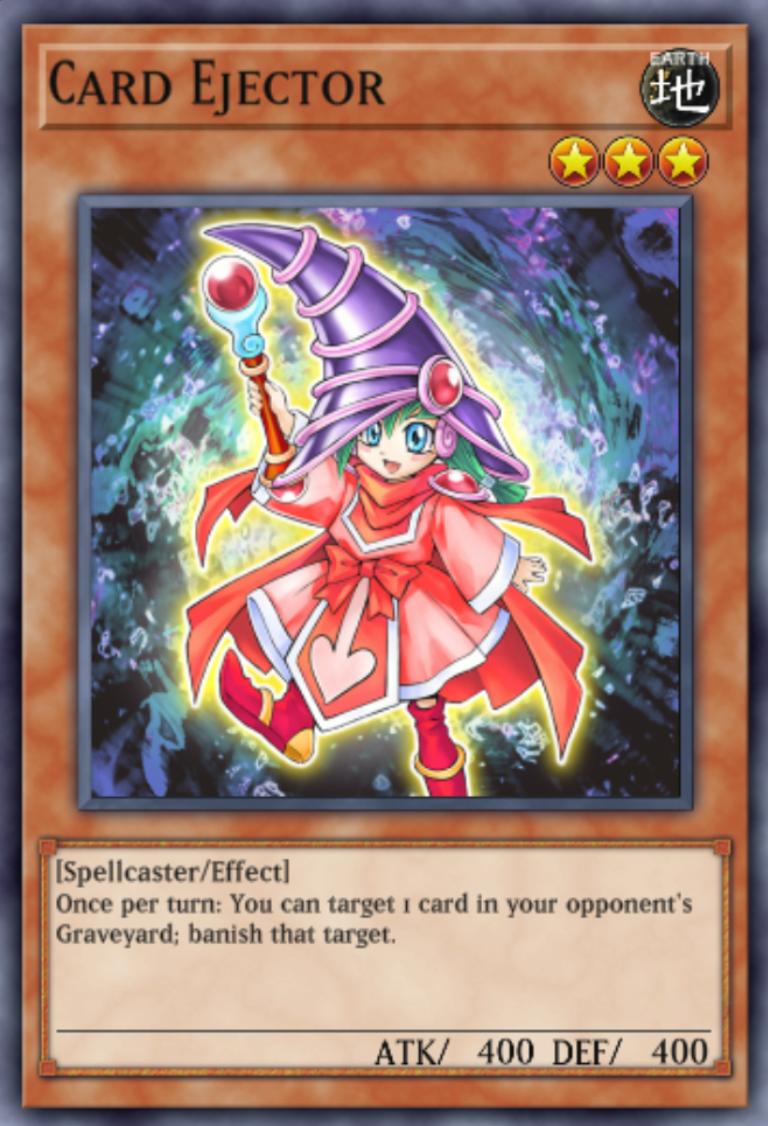 Card Ejector
EARTH
地
[Spellcaster/Effect]
Once per turn: You can target 1 card in your opponent's
Graveyard; banish that target.
ATK/ 400 DEF/ 400